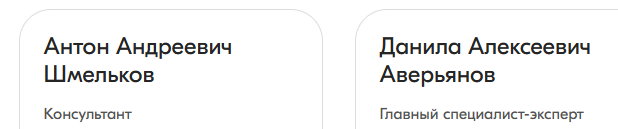 Антон Андреевич
Шмельков
Консультант
Данила Алексеевич
Аверьянов
Главный специалист-эксперт